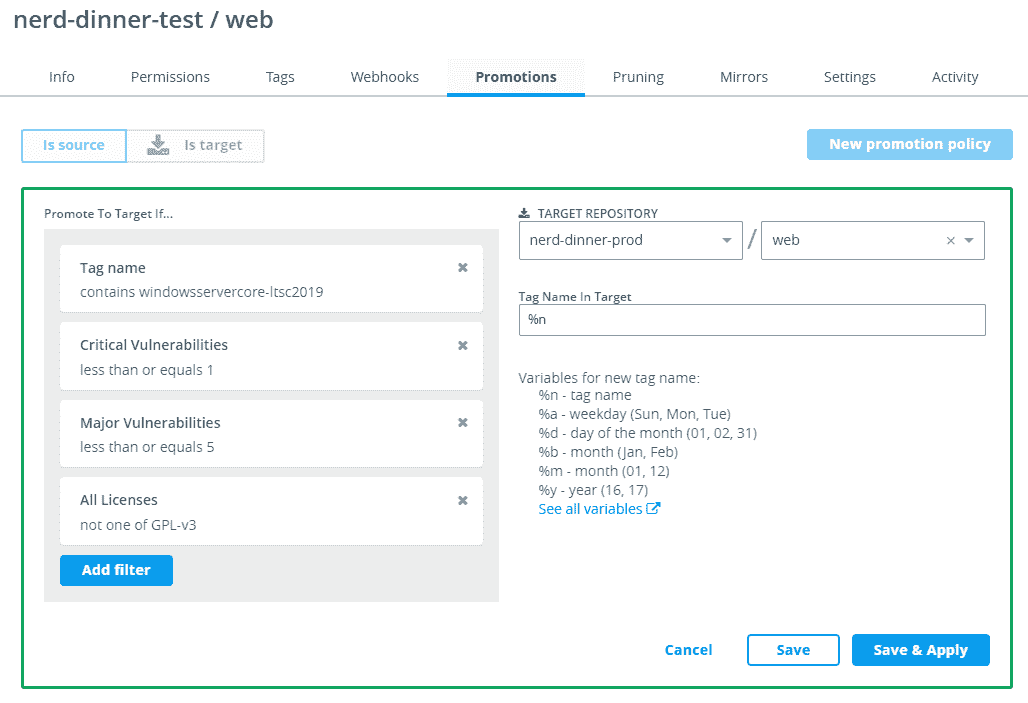 nerd-dinner-test / web
Info Permissions Tags Webhooks Promotions Pruning Mirrors Settings Activity
Is source Is target New promotion policy
Promote To Target If...
Tag name
contains windowsservercore-ltsc2019
Critical Vulnerabilities
less than or equals 1
Major Vulnerabilities
less than or equals 5
All Licenses
not one of GPL-v3
Add filter
TARGET REPOSITORY
nerd-dinner-prod / web
Tag Name In Target
%n
Variables for new tag name:
%n - tag name
%a - weekday (Sun, Mon, Tue)
%d - day of the month (01, 02, 31)
%b - month (Jan, Feb)
%m - month (01, 12)
%y - year (16, 17)
See all variables
Cancel Save Save & Apply